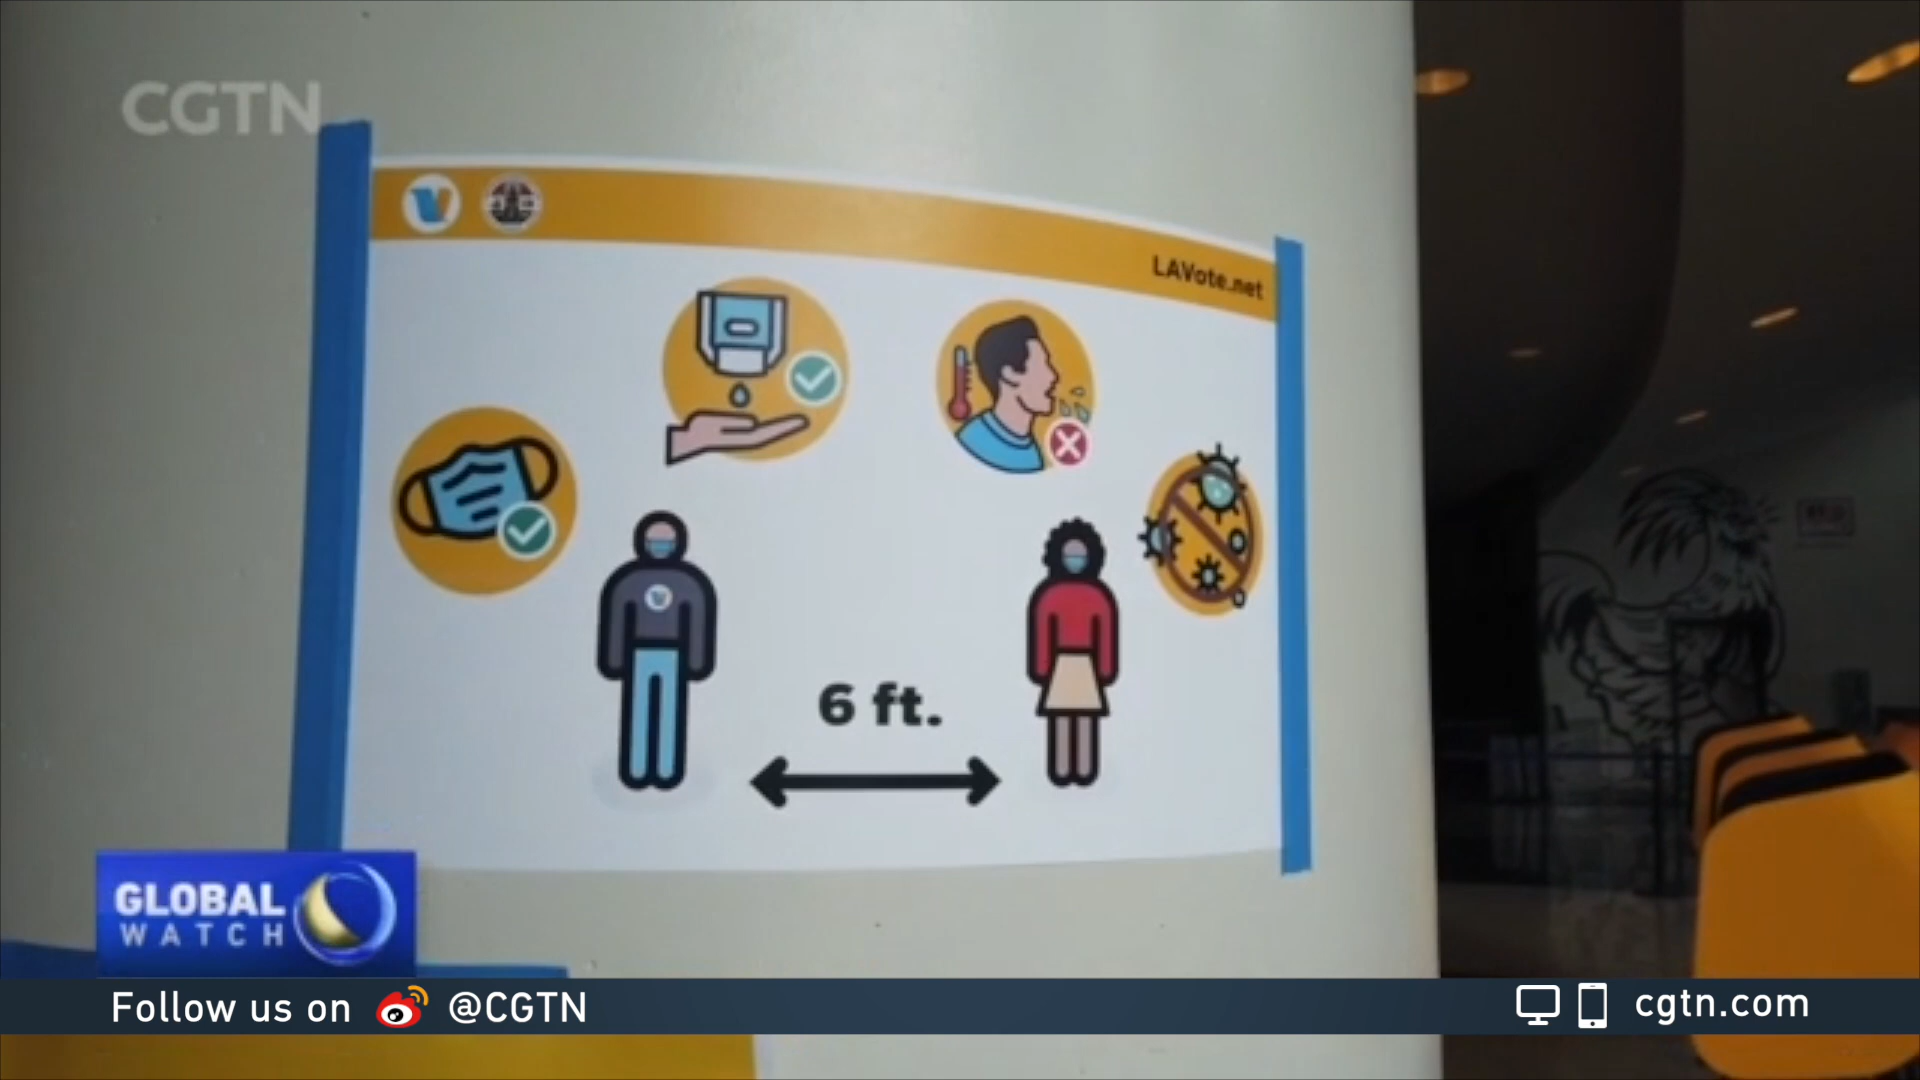 CGTN
LAVote.net
6 ft.
GLOBAL
WATCH
Follow us on @CGTN
cgtn.com